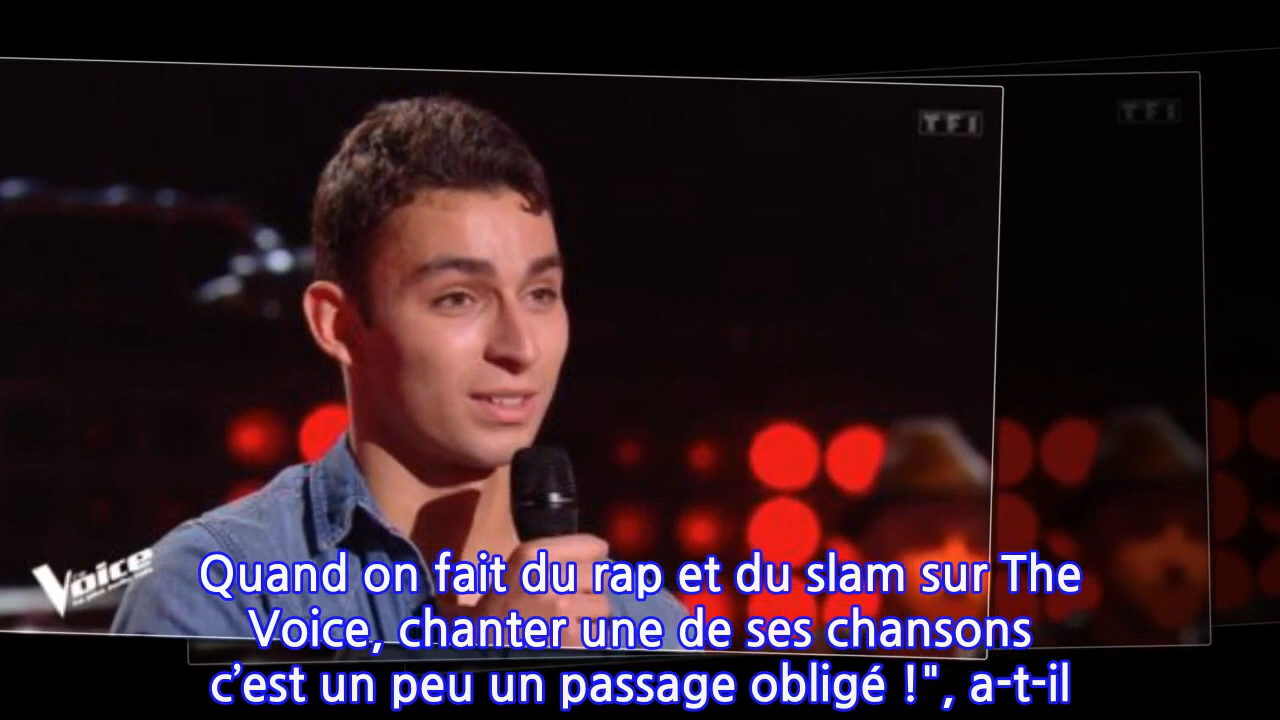 TF1
TF1
The Voice
Quand on fait du rap et du slam sur The
Voice, chanter une de ses chansons
c’est un peu un passage obligé !", a-t-il